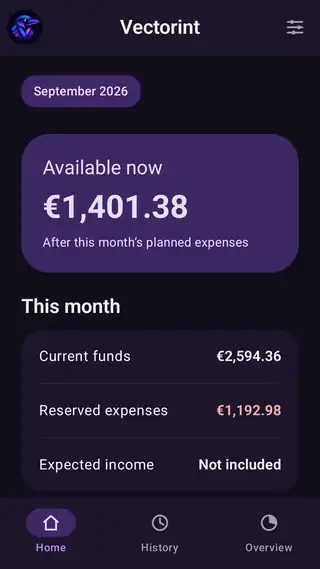 Vectorint
September 2026
Available now
€1,401.38
After this month’s planned expenses
This month
Current funds €2,594.36
Reserved expenses €1,192.98
Expected income Not included
Home History Overview